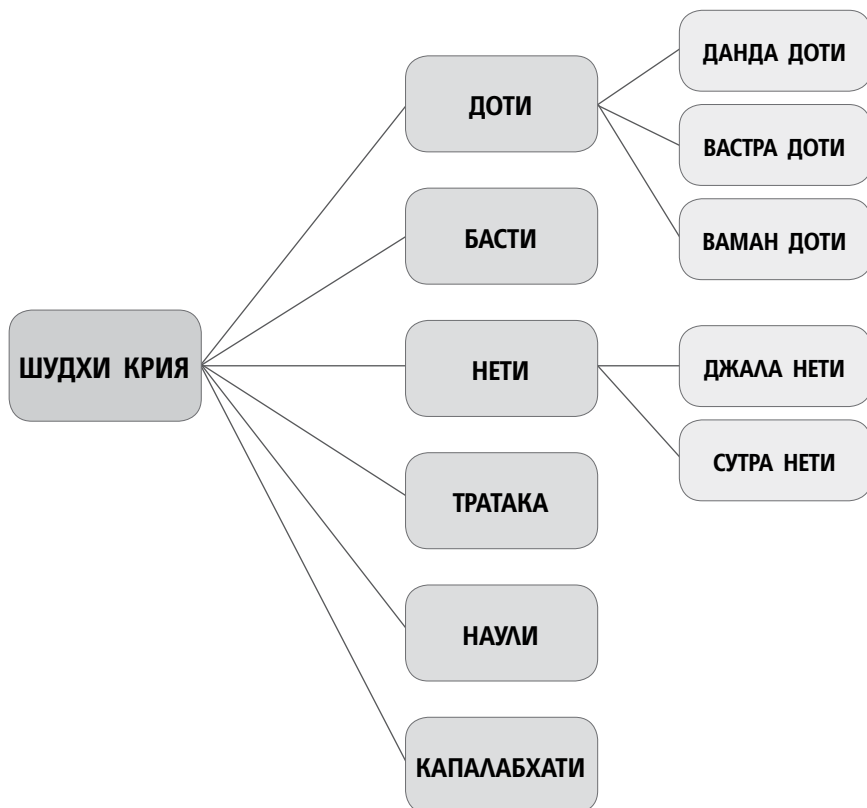 ДАНДА ДОТИ
ДОТИ
ВАСТРА ДОТИ
БАСТИ
ВАМАН ДОТИ
ШУДХИ КРИЯ
НЕТИ
ДЖАЛА НЕТИ
СУТРА НЕТИ
ТРАТАКА
НАУЛИ
КАПАЛАБХАТИ